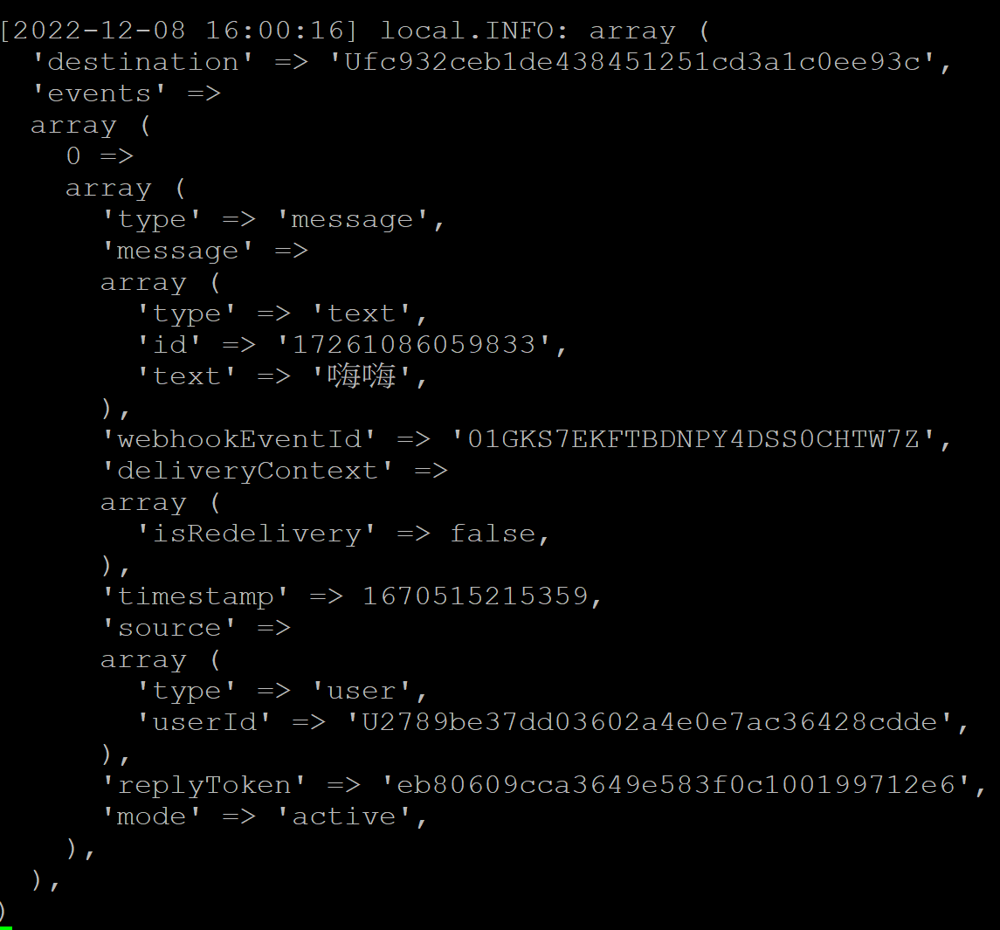 [2022-12-08 16:00:16] local.INFO: array (
  'destination' => 'Ufc932ceb1de438451251cd3a1c0ee93c',
  'events' =>
  array (
    0 =>
    array (
      'type' => 'message',
      'message' =>
      array (
        'type' => 'text',
        'id' => '17261086059833',
        'text' => '嗨嗨',
      ),
      'webhookEventId' => '01GKS7EKFTBDNPY4DSS0CHTW7Z',
      'deliveryContext' =>
      array (
        'isRedelivery' => false,
      ),
      'timestamp' => 1670515215359,
      'source' =>
      array (
        'type' => 'user',
        'userId' => 'U2789be37dd03602a4e0e7ac36428cdde',
      ),
      'replyToken' => 'eb80609cca3649e583f0c100199712e6',
      'mode' => 'active',
    ),
  ),
)